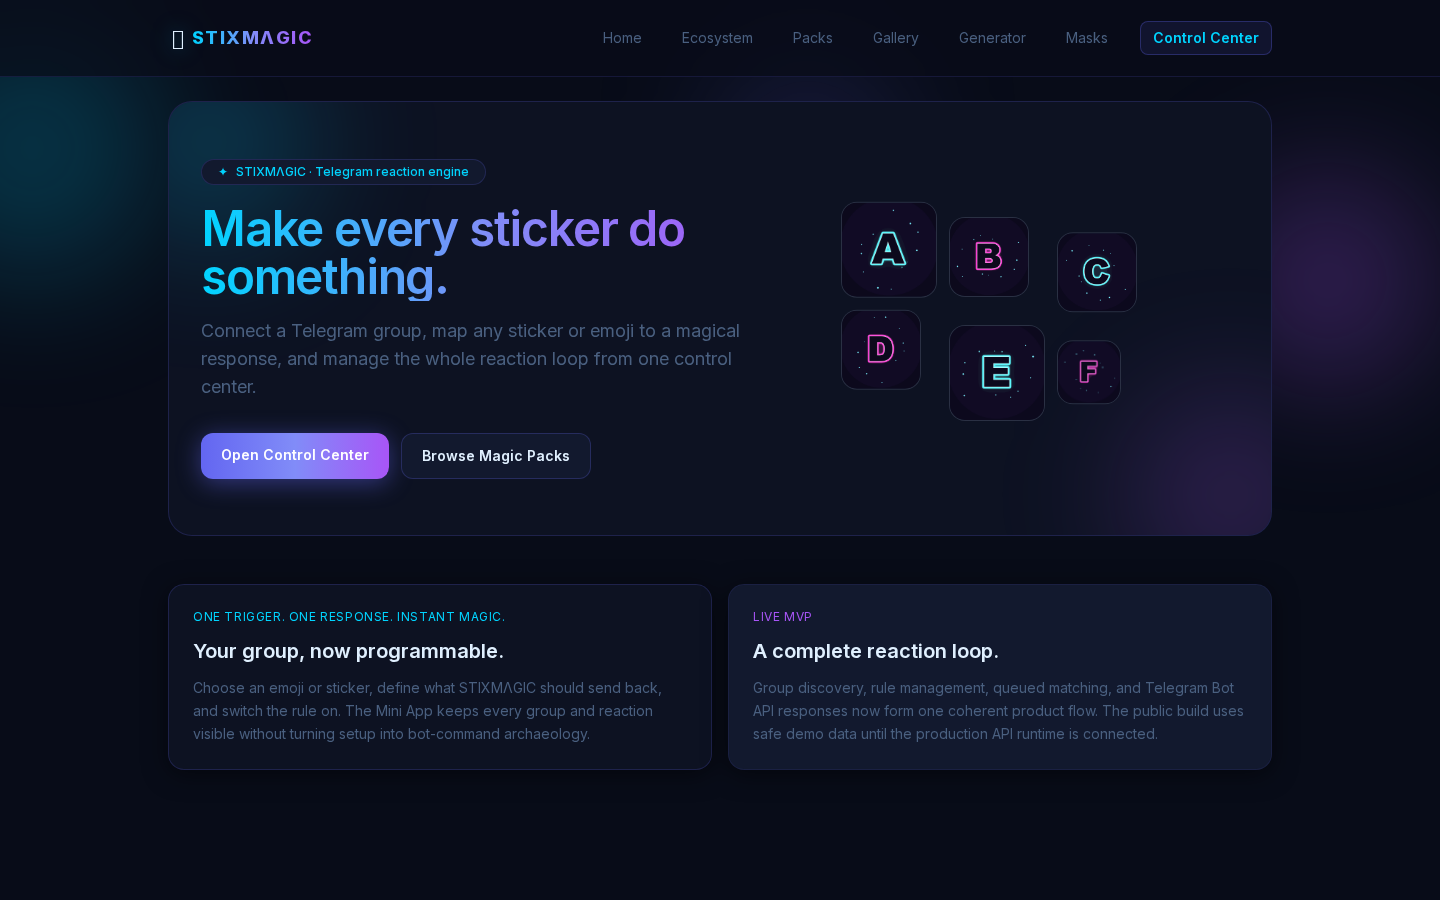 STIXMΛGIC
Home
Ecosystem
Packs
Gallery
Generator
Masks
Control Center
✦ STIXMΛGIC · Telegram reaction engine
Make every sticker do
something.
Connect a Telegram group, map any sticker or emoji to a magical
response, and manage the whole reaction loop from one control
center.
Open Control Center
Browse Magic Packs
A
B
C
D
E
F
ONE TRIGGER. ONE RESPONSE. INSTANT MAGIC.
Your group, now programmable.
Choose an emoji or sticker, define what STIXMΛGIC should send back,
and switch the rule on. The Mini App keeps every group and reaction
visible without turning setup into bot-command archaeology.
LIVE MVP
A complete reaction loop.
Group discovery, rule management, queued matching, and Telegram Bot
API responses now form one coherent product flow. The public build uses
safe demo data until the production API runtime is connected.